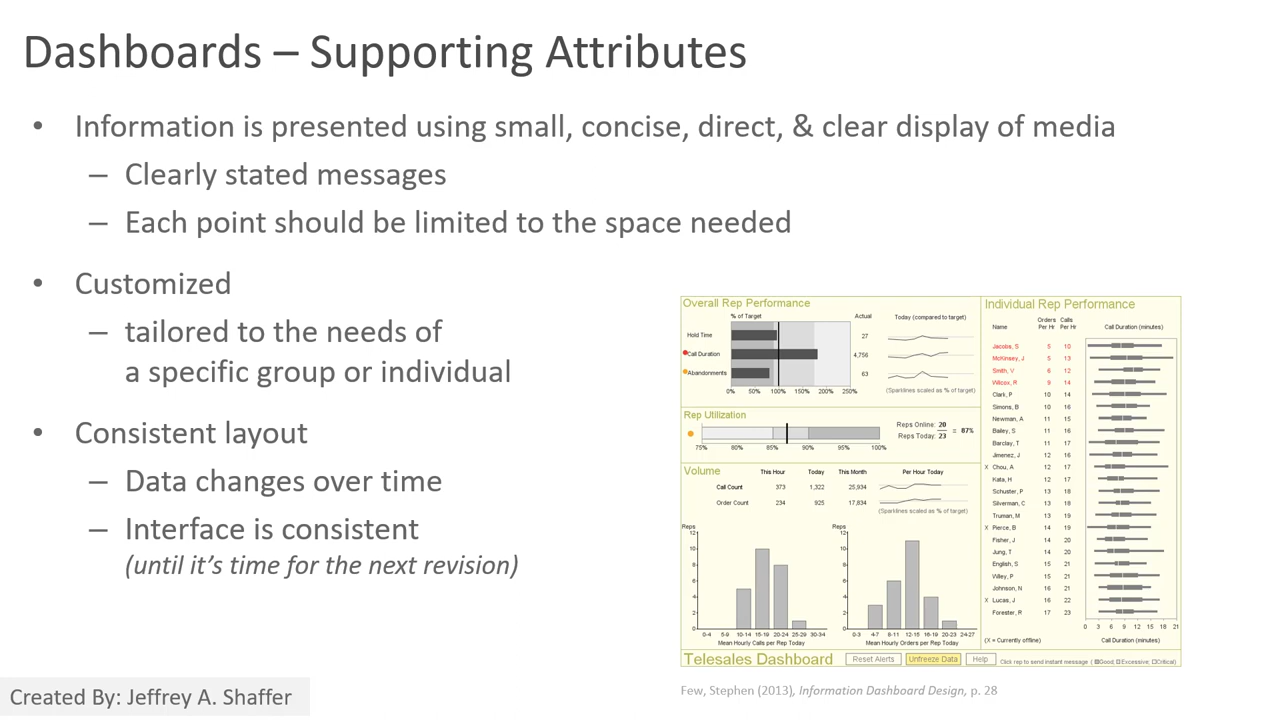 Dashboards – Supporting Attributes
• Information is presented using small, concise, direct, & clear display of media
– Clearly stated messages
– Each point should be limited to the space needed
• Customized
– tailored to the needs of
a specific group or individual
• Consistent layout
– Data changes over time
– Interface is consistent
(until it's time for the next revision)
Overall Rep Performance
% of Target Actual Today (compared to target)
Hold Time 27
Call Duration 4,756
Abandonments 63
0% 50% 100% 150% 200% 250%
(Sparklines scaled as % of target)
Rep Utilization
Reps Online: 20
Reps Today: 23
= 87%
75% 80% 85% 90% 95% 100%
Volume This Hour Today This Month Per Hour Today
Call Count 373 1,322 25,934
Order Count 234 925 17,834
(Sparklines scaled as % of target)
Reps
12
10
8
6
4
2
0
0-4 5-9 10-14 15-19 20-24 25-29 30-34
Mean Hourly Calls per Rep Today
Reps
12
10
8
6
4
2
0
0-3 4-7 8-11 12-15 16-19 20-23 24-27
Mean Hourly Orders per Rep Today
Individual Rep Performance
Orders Calls
Name Per Hr Per Hr Call Duration (minutes)
Jacobs, S 5 10
McKinsey, J 5 13
Smith, V 6 12
Wilcox, R 9 14
Clark, P 10 14
Simons, B 10 16
Newman, A 11 15
Bailey, S 11 16
Barclay, T 11 17
Jimenez, J 12 16
X Chou, A 12 17
Kata, H 12 17
Schuster, P 13 18
Silverman, C 13 18
Truman, M 13 19
X Pierce, B 14 19
Fisher, J 14 20
Jung, T 14 20
English, S 15 21
Wiley, P 15 21
Johnson, N 16 21
X Lucas, J 16 22
Forester, R 17 23
0 3 6 9 12 15 18 21
(X = Currently offline) Call Duration (minutes)
Telesales Dashboard Reset Alerts Unfreeze Data Help Click rep to send instant message ( Good; Excessive; Critical)
Few, Stephen (2013), Information Dashboard Design, p. 28
Created By: Jeffrey A. Shaffer